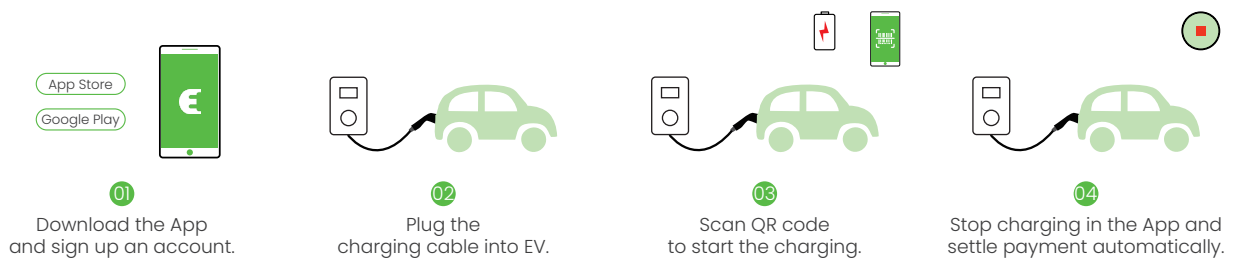 App Store
Google Play
01
Download the App
and sign up an account.
02
Plug the
charging cable into EV.
03
Scan QR code
to start the charging.
04
Stop charging in the App and
settle payment automatically.